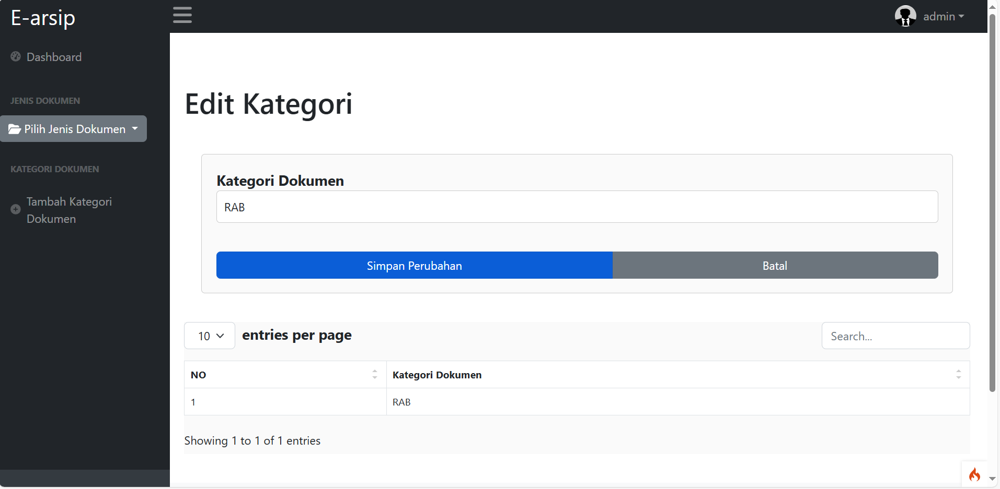 E-arsip
admin
Dashboard
JENIS DOKUMEN
Pilih Jenis Dokumen
KATEGORI DOKUMEN
Tambah Kategori
Dokumen
Edit Kategori
Kategori Dokumen
RAB
Simpan Perubahan
Batal
10
entries per page
Search...
NO
Kategori Dokumen
1
RAB
Showing 1 to 1 of 1 entries